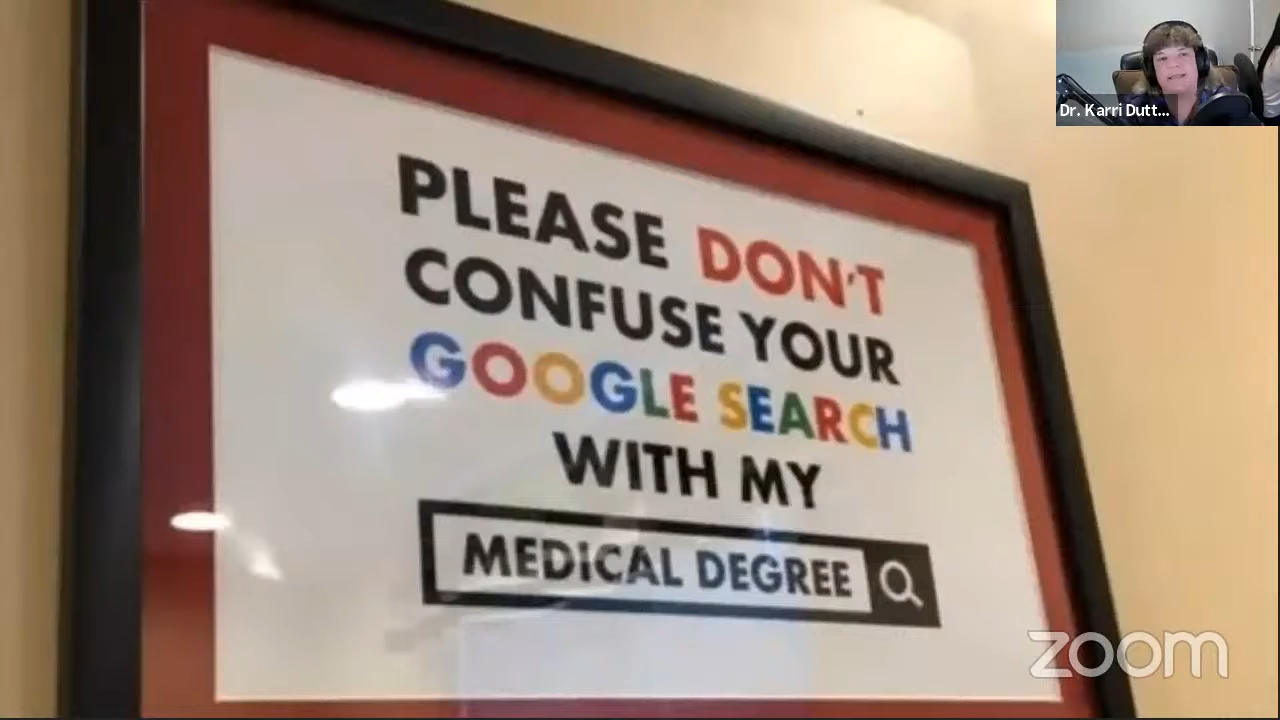 Dr. Karri Dutt...
PLEASE DON'T
CONFUSE YOUR
GOOGLE SEARCH
WITH MY
MEDICAL DEGREE
zoom